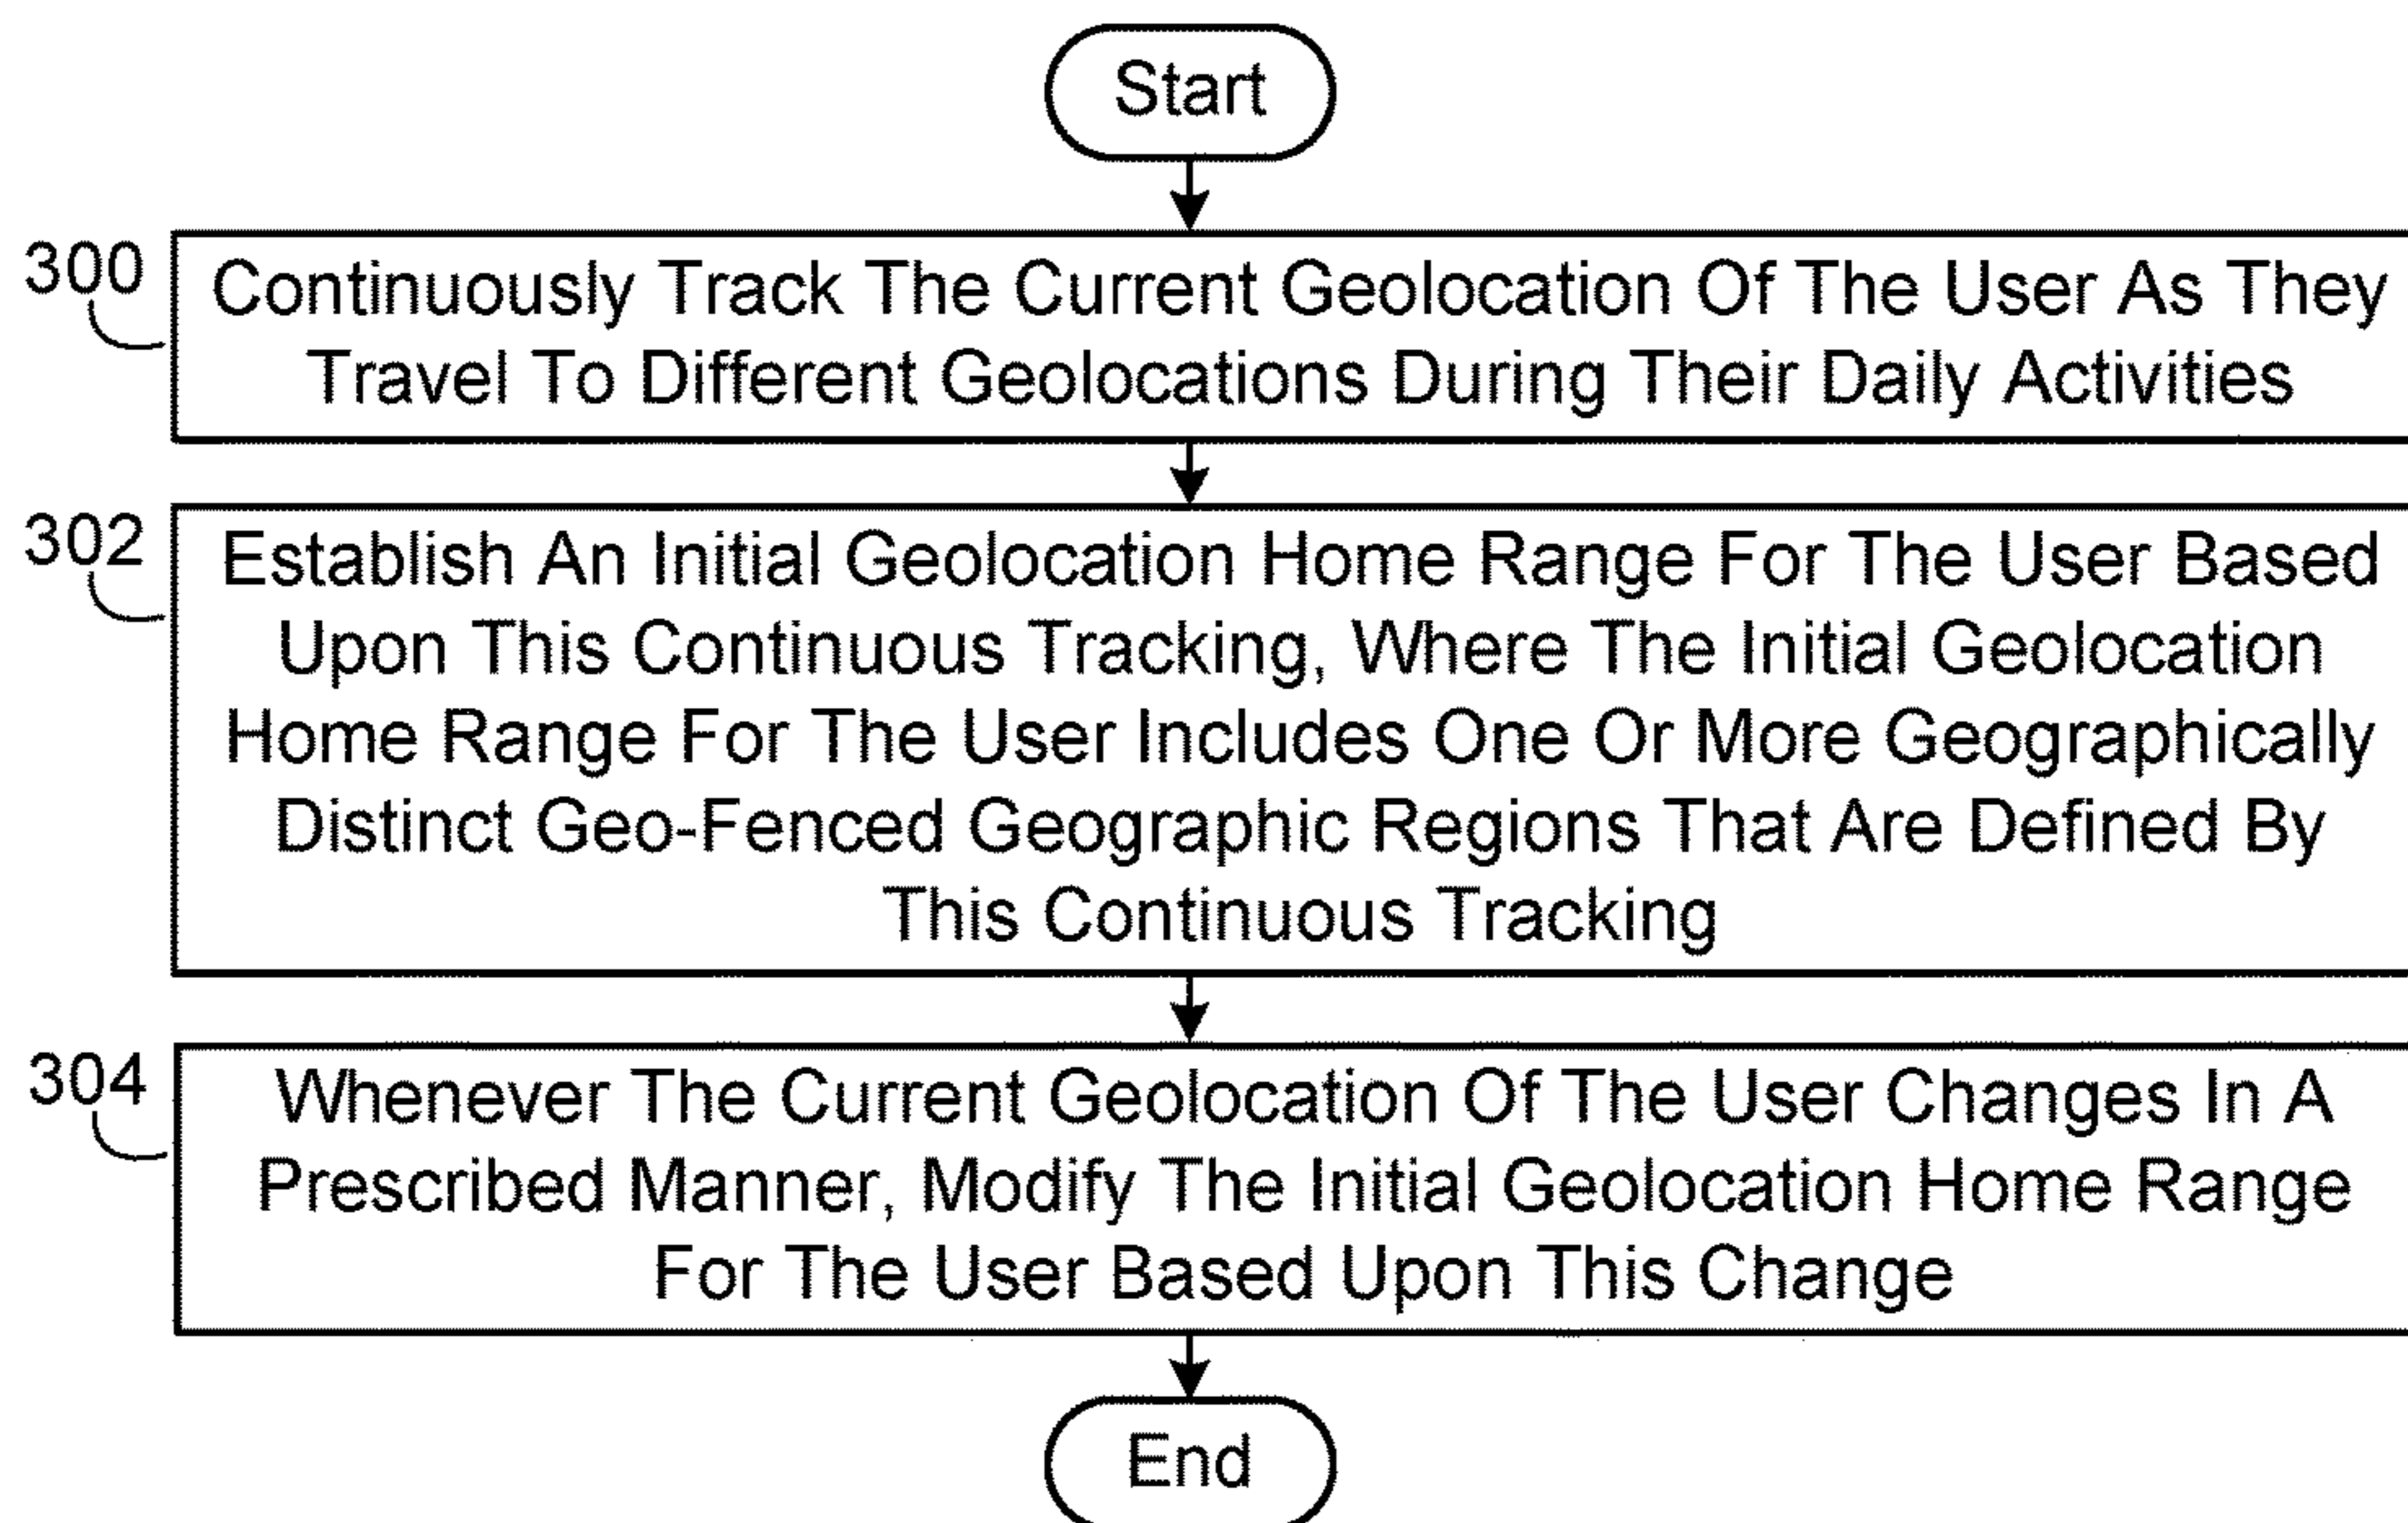 Start
300
Continuously Track The Current Geolocation Of The User As They
Travel To Different Geolocations During Their Daily Activities
302
Establish An Initial Geolocation Home Range For The User Based
Upon This Continuous Tracking, Where The Initial Geolocation
Home Range For The User Includes One Or More Geographically
Distinct Geo-Fenced Geographic Regions That Are Defined By
This Continuous Tracking
304
Whenever The Current Geolocation Of The User Changes In A
Prescribed Manner, Modify The Initial Geolocation Home Range
For The User Based Upon This Change
End